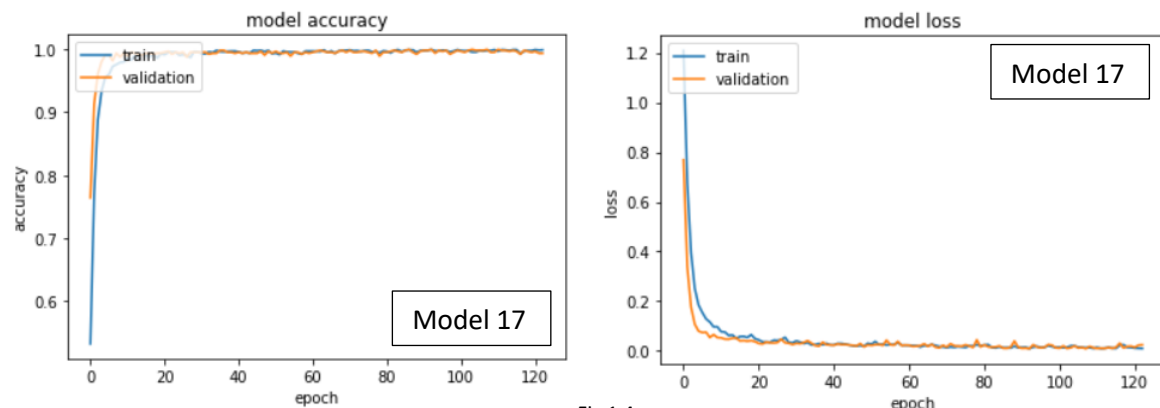 model accuracy
1.0
0.9
0.8
0.7
0.6
accuracy
train
validation
Model 17
0 20 40 60 80 100 120
epoch
model loss
1.2
1.0
0.8
0.6
0.4
0.2
0.0
loss
train
validation
Model 17
0 20 40 60 80 100 120
epoch